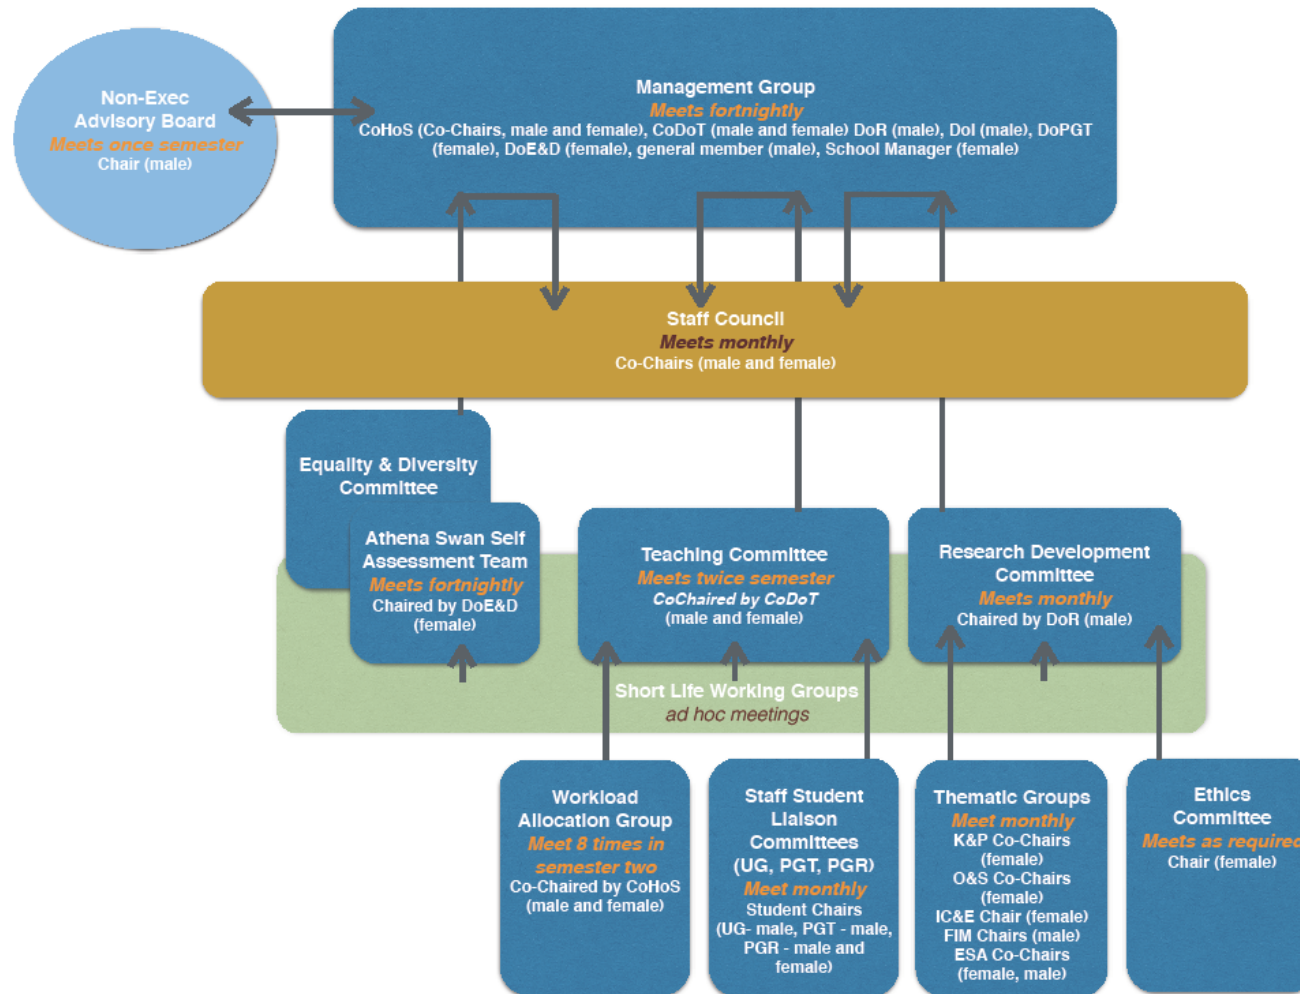 Non-Exec
Advisory Board
Meets once semester
Chair (male)
Management Group
Meets fortnightly
CoHoS (Co-Chairs, male and female), CoDoT (male and female) DoR (male), DoI (male), DoPGT
(female), DoE&D (female), general member (male), School Manager (female)
Staff Council
Meets monthly
Co-Chairs (male and female)
Equality & Diversity
Committee
Athena Swan Self
Assessment Team
Meets fortnightly
Chaired by DoE&D
(female)
Teaching Committee
Meets twice semester
CoChaired by CoDoT
(male and female)
Research Development
Committee
Meets monthly
Chaired by DoR (male)
Short Life Working Groups
ad hoc meetings
Workload
Allocation Group
Meet 8 times in
semester two
Co-Chaired by CoHoS
(male and female)
Staff Student
Liaison
Committees
(UG, PGT, PGR)
Meet monthly
Student Chairs
(UG- male, PGT - male,
PGR - male and
female)
Thematic Groups
Meet monthly
K&P Co-Chairs
(female)
O&S Co-Chairs
(female)
IC&E Chair (female)
FIM Chairs (male)
ESA Co-Chairs
(female, male)
Ethics
Committee
Meets as required
Chair (female)